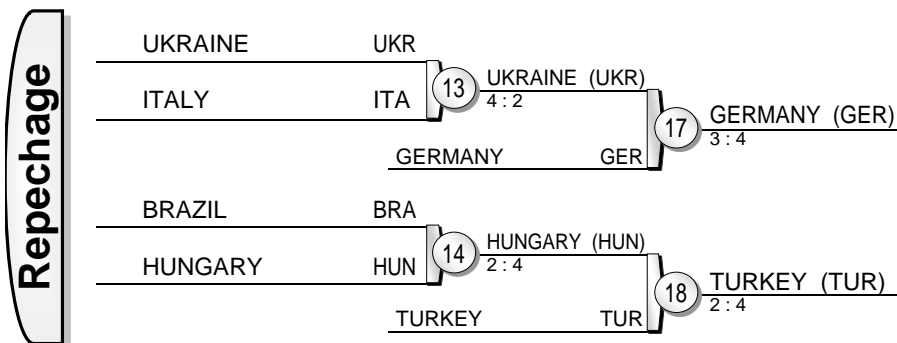 Repechage
UKRAINE UKR
ITALY ITA
13
UKRAINE (UKR)
4 : 2
GERMANY GER
17
GERMANY (GER)
3 : 4
BRAZIL BRA
HUNGARY HUN
14
HUNGARY (HUN)
2 : 4
TURKEY TUR
18
TURKEY (TUR)
2 : 4